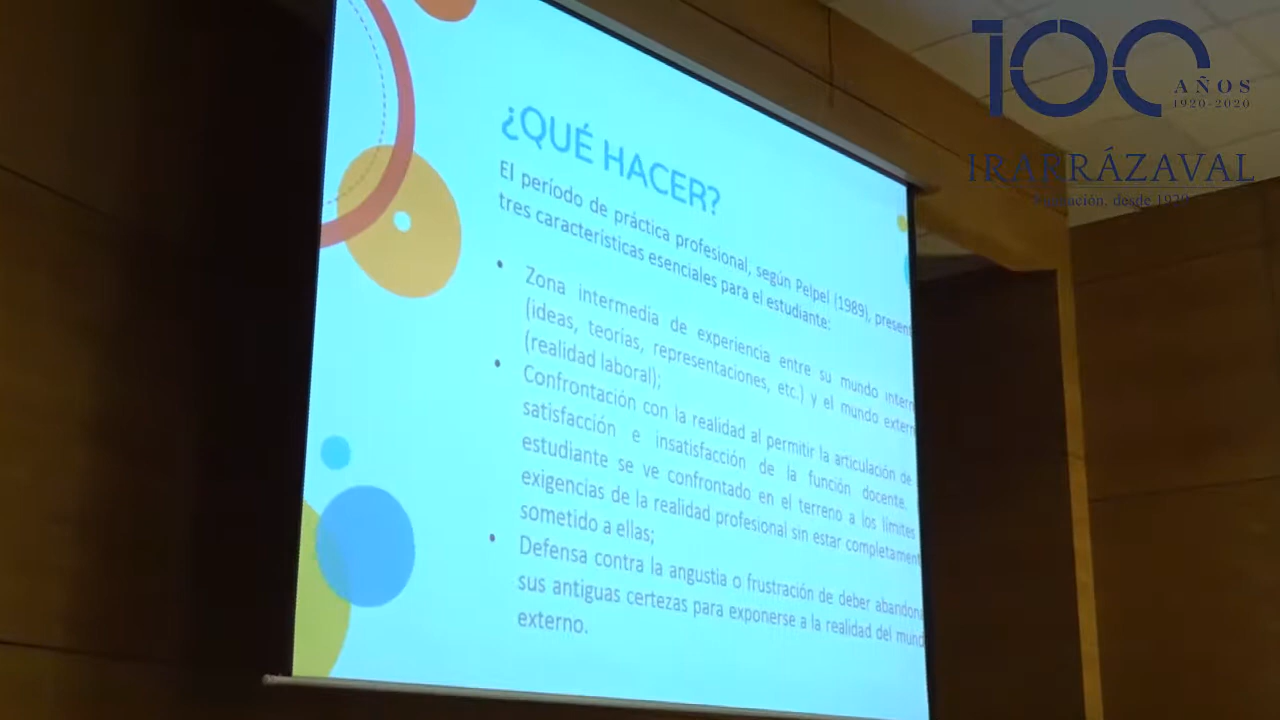 100
AÑOS
1920-2020
IRARRÁZAVAL
desde
¿QUÉ HACER?
El período de práctica profesional, según Pelpel (1989), present
tres características esenciales para el estudiante:
• Zona intermedia de experiencia entre su mundo intern
(ideas, teorías, representaciones, etc.) y el mundo extern
(realidad laboral);
• Confrontación con la realidad al permitir la articulación de
satisfacción e insatisfacción de la función docente.
estudiante se ve confrontado en el terreno a los límites
exigencias de la realidad profesional sin estar completament
sometido a ellas;
• Defensa contra la angustia o frustración de deber abandona
sus antiguas certezas para exponerse a la realidad del mund
externo.